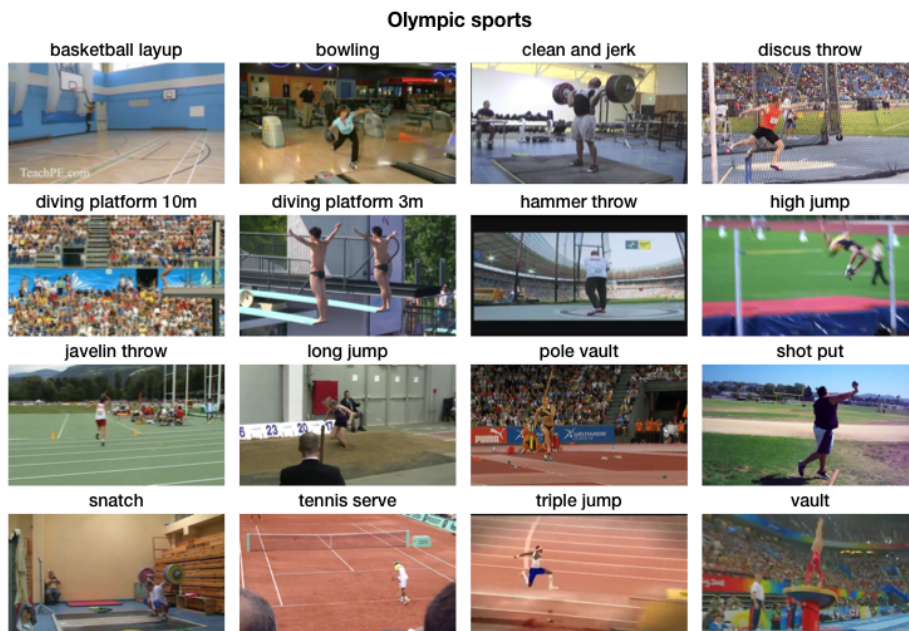 Olympic sports
basketball layup
bowling
clean and jerk
discus throw
TeachPE.com
diving platform 10m
diving platform 3m
hammer throw
high jump
javelin throw
long jump
pole vault
shot put
23
20
17
PUMA
snatch
tennis serve
triple jump
vault